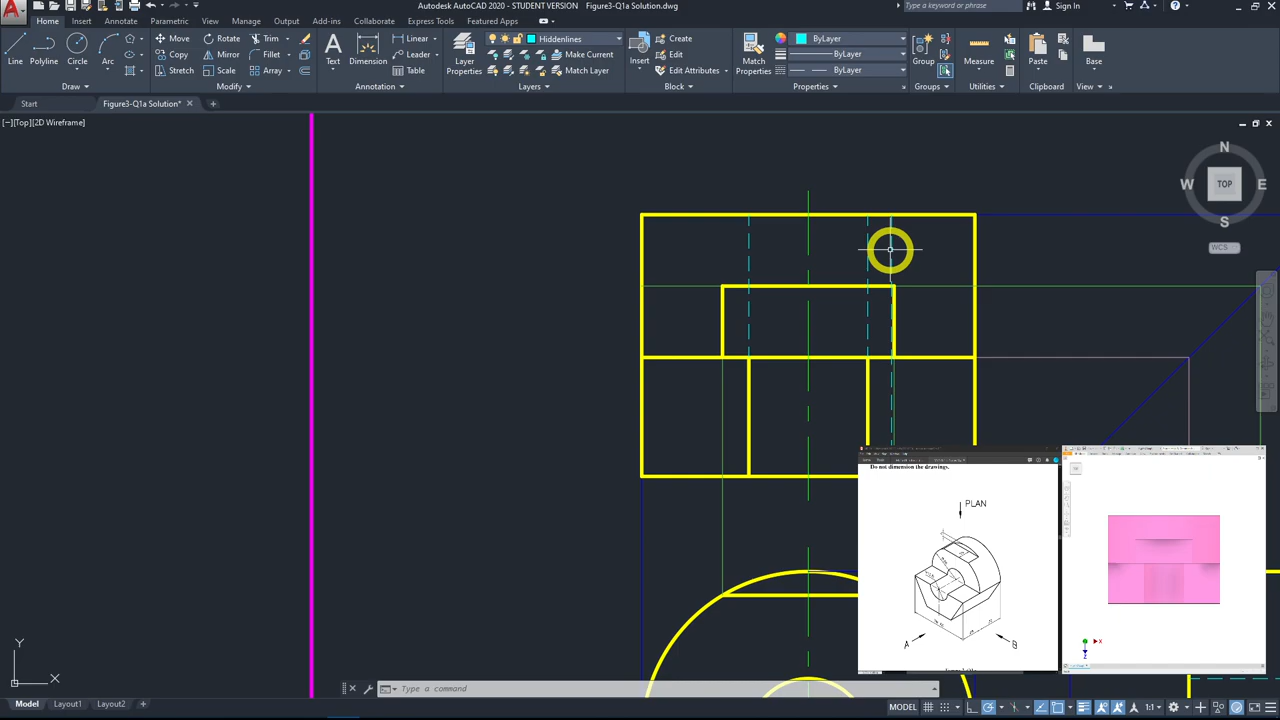 Autodesk AutoCAD 2020 - STUDENT VERSION Figure3-Q1a Solution.dwg
Type a keyword or phrase
Sign In
Home Insert Annotate Parametric View Manage Output Add-ins Collaborate Express Tools Featured Apps
Line Polyline Circle Arc
Move Rotate Trim
Copy Mirror Fillet
Stretch Scale Array
Text Dimension
Linear
Leader
Table
Layer Properties
Hiddenlines
Make Current
Match Layer
Insert
Create
Edit
Edit Attributes
Match Properties
ByLayer
ByLayer
ByLayer
Group
Measure
Paste
Base
Draw Modify Annotation Layers Block Properties Groups Utilities Clipboard View
Start Figure3-Q1a Solution*
[−][Top][2D Wireframe]
N
W TOP E
S
WCS
Do not dimension the drawings.
PLAN
A B
X
Z
Y
X
Type a command
Model Layout1 Layout2
MODEL 1:1